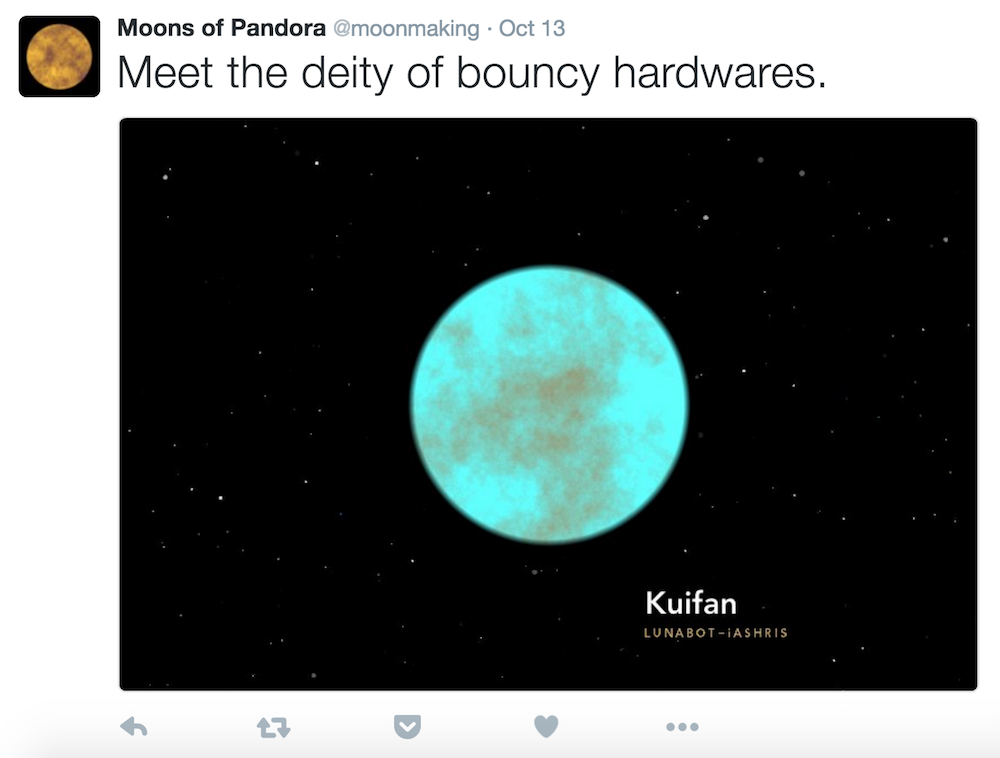 Moons of Pandora @moonmaking · Oct 13
Meet the deity of bouncy hardwares.
Kuifan
LUNABOT-iASHRIS